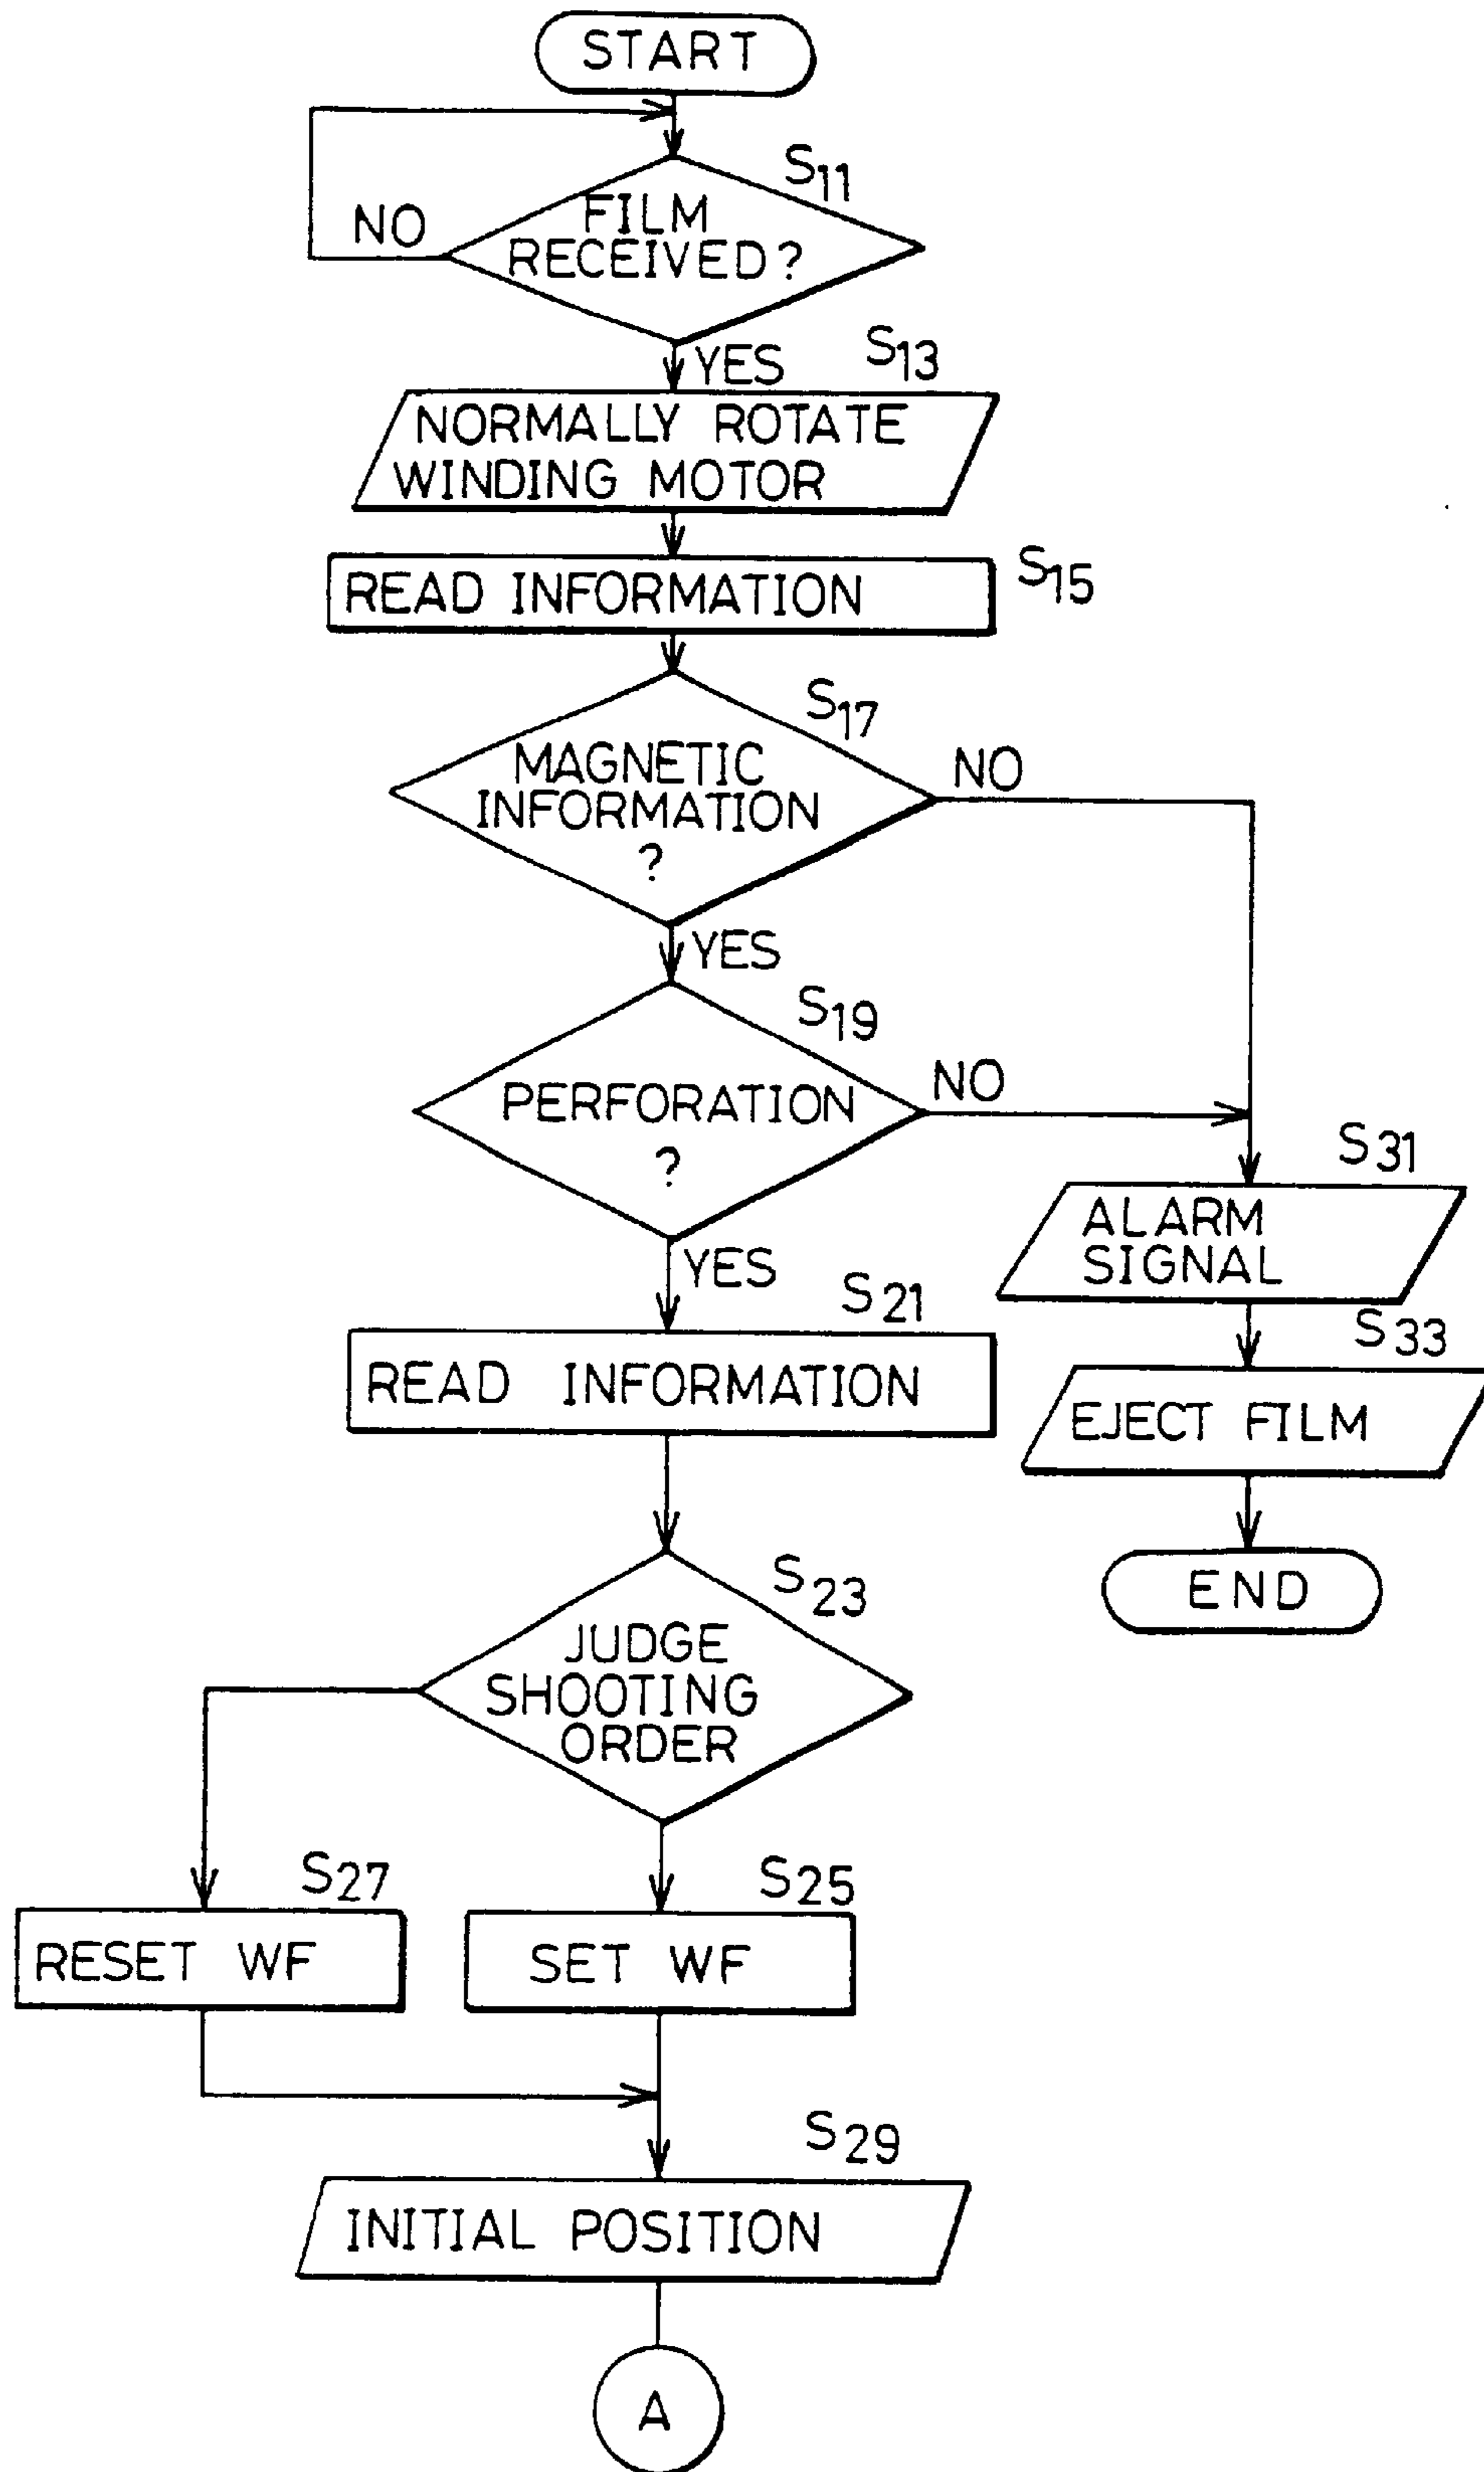 START
S11
FILM
RECEIVED?
NO
YES
S13
NORMALLY ROTATE
WINDING MOTOR
READ INFORMATION
S15
S17
MAGNETIC
INFORMATION
?
NO
YES
S19
PERFORATION
?
NO
YES
S31
ALARM
SIGNAL
S21
READ INFORMATION
S33
EJECT FILM
END
S23
JUDGE
SHOOTING
ORDER
S27
RESET WF
S25
SET WF
S29
INITIAL POSITION
A